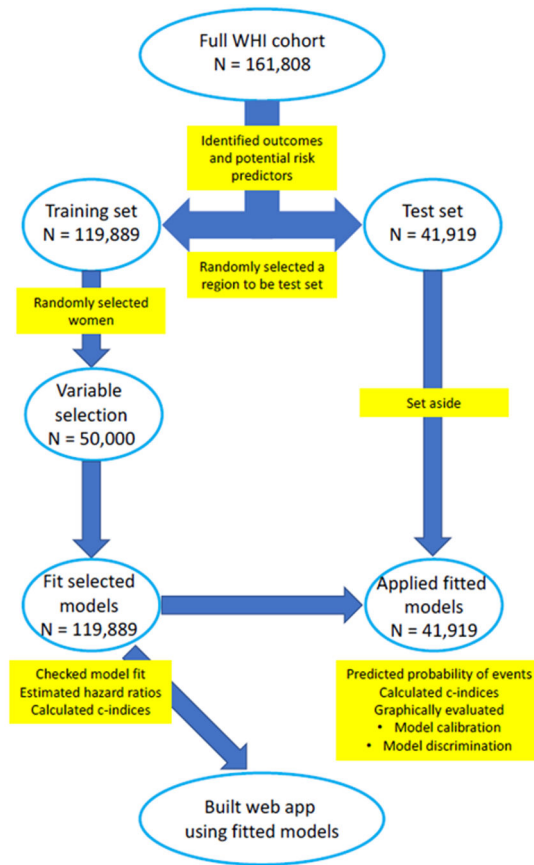 Full WHI cohort
N = 161,808
Identified outcomes
and potential risk
predictors
Training set
N = 119,889
Test set
N = 41,919
Randomly selected a
region to be test set
Randomly selected
women
Variable
selection
N = 50,000
Set aside
Fit selected
models
N = 119,889
Applied fitted
models
N = 41,919
Checked model fit
Estimated hazard ratios
Calculated c-indices
Predicted probability of events
Calculated c-indices
Graphically evaluated
• Model calibration
• Model discrimination
Built web app
using fitted models